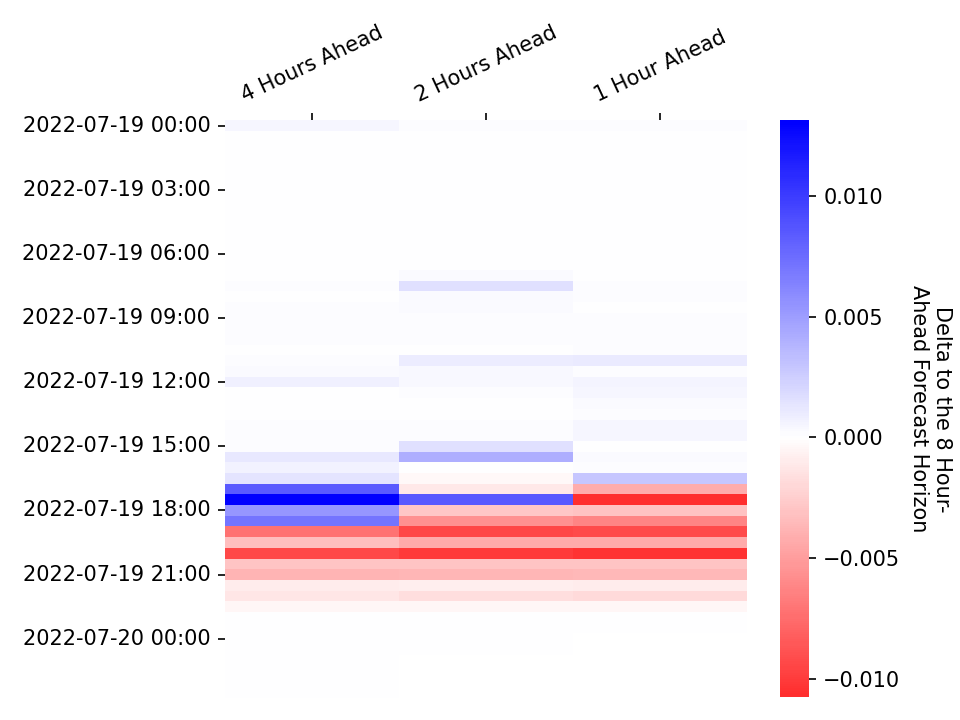 4 Hours Ahead
2 Hours Ahead
1 Hour Ahead
2022-07-19 00:00
2022-07-19 03:00
2022-07-19 06:00
2022-07-19 09:00
2022-07-19 12:00
2022-07-19 15:00
2022-07-19 18:00
2022-07-19 21:00
2022-07-20 00:00
0.010
0.005
0.000
−0.005
−0.010
Delta to the 8 Hour-
Ahead Forecast Horizon